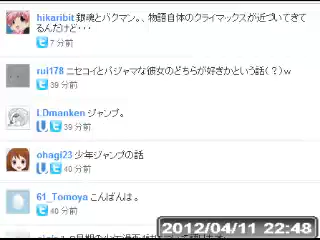 hikaribit 銀魂とバクマン。、物語自体のクライマックスが近づいてきて
るんだけど・・・
7 分前
rui178 ニセコイとパジャマな彼女のどちらが好きかという話（？）w
39 分前
LDmanken ジャンプ。
39 分前
ohagi23 少年ジャンプの話
40 分前
61_Tomoya こんばんは。
40 分前
2012/04/11 22:48